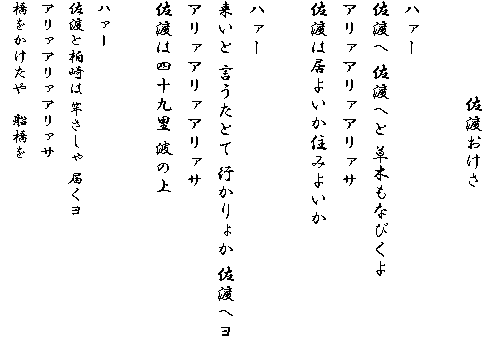 佐渡おけさ
ハァー
佐渡へ 佐渡へと 草木もなびくよ
アリァアリァアリァサ
佐渡は居よいか住みよいか
ハァー
来いと 言うたとて 行かりょか 佐渡へヨ
アリァアリァアリァサ
佐渡は四十九里 波の上
ハァー
佐渡と柏崎は 竿さしゃ 届くヨ
アリァアリァアリァサ
橋をかけたや 船橋を